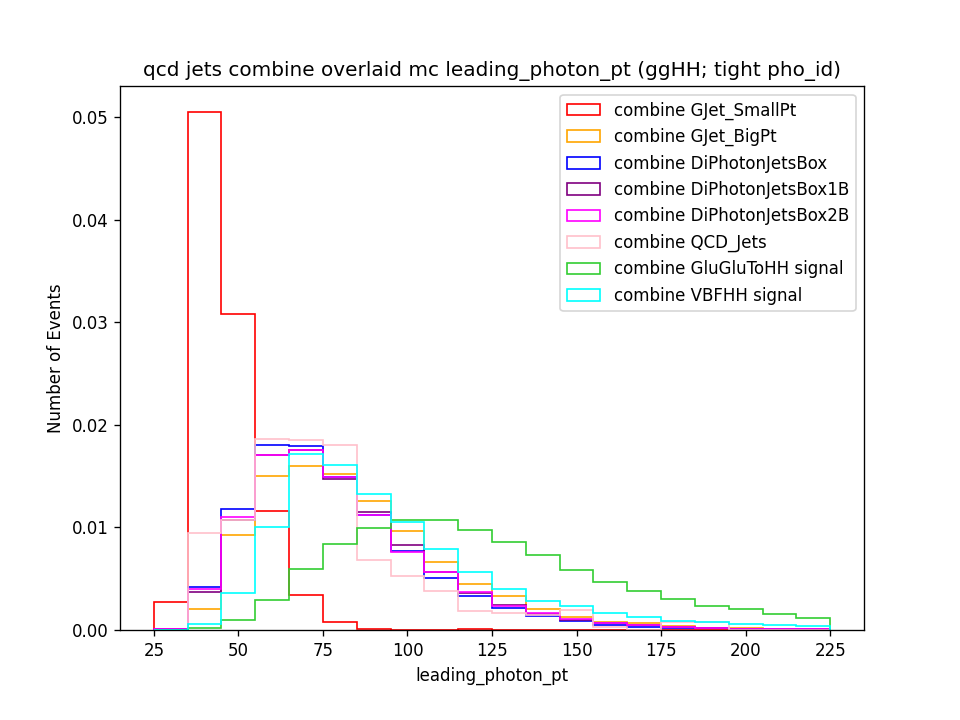 qcd jets combine overlaid mc leading_photon_pt (ggHH; tight pho_id)
combine GJet_SmallPt
combine GJet_BigPt
combine DiPhotonJetsBox
combine DiPhotonJetsBox1B
combine DiPhotonJetsBox2B
combine QCD_Jets
combine GluGluToHH signal
combine VBFHH signal
Number of Events
0.05
0.04
0.03
0.02
0.01
0.00
25 50 75 100 125 150 175 200 225
leading_photon_pt